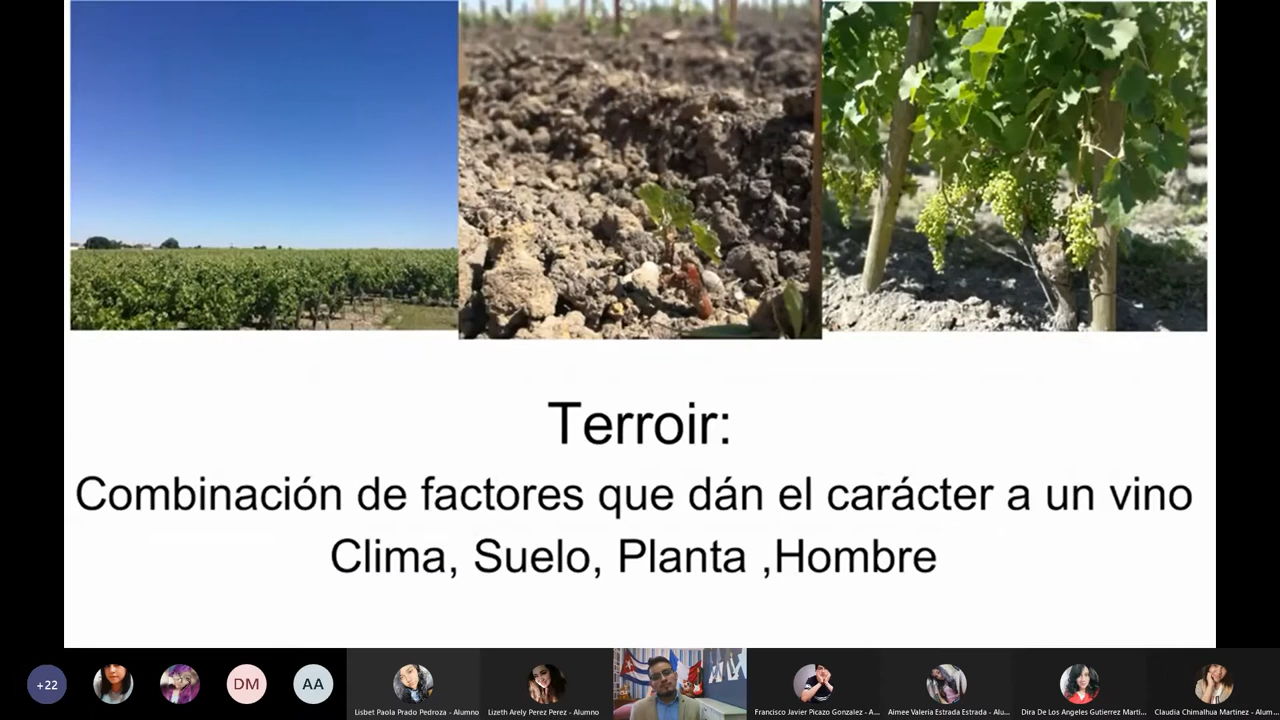 Terroir:
Combinación de factores que dán el carácter a un vino
Clima, Suelo, Planta ,Hombre
+22
DM
AA
Lisbet Paola Prado Pedroza - Alumno
Lizeth Arely Perez Perez - Alumno
Francisco Javier Picazo Gonzalez - A...
Aimee Valeria Estrada Estrada - Alu...
Dira De Los Angeles Gutierrez Marti...
Claudia Chimalhua Martinez - Alum...